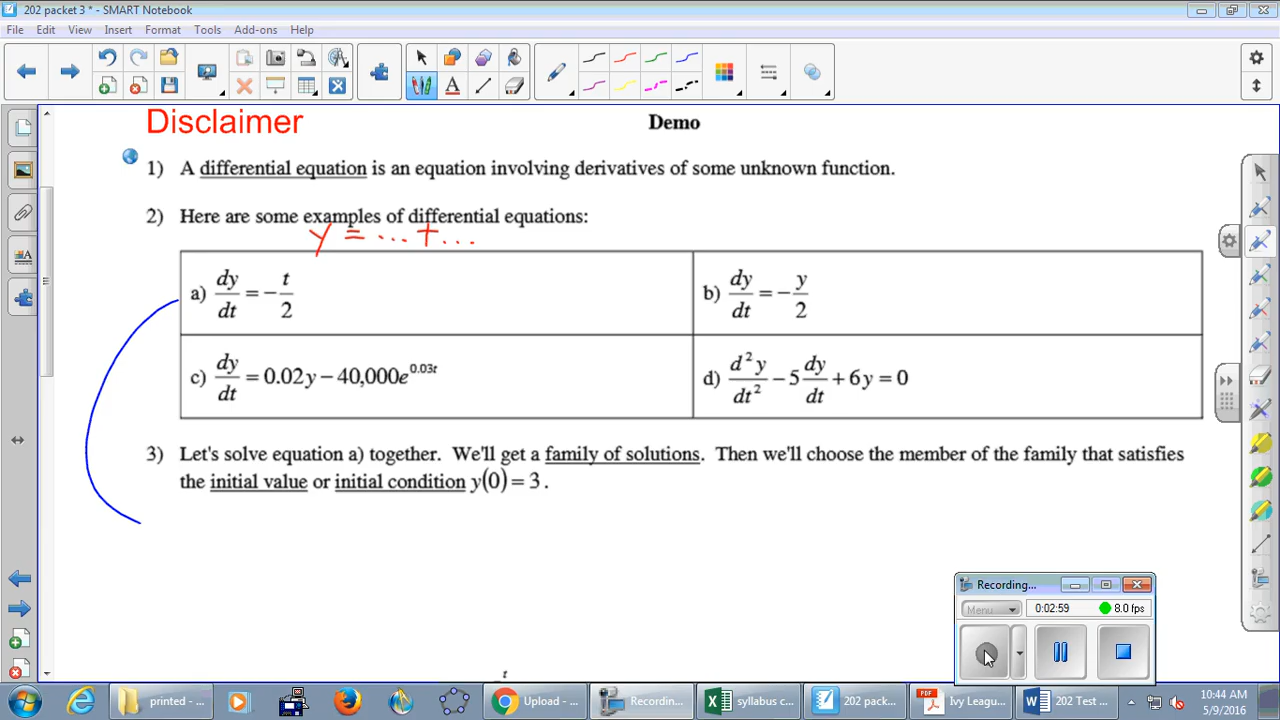 202 packet 3 * - SMART Notebook
File Edit View Insert Format Tools Add-ons Help
Disclaimer
Demo
1) A differential equation is an equation involving derivatives of some unknown function.
2) Here are some examples of differential equations:
y = ... + ...
a) dy/dt = -t/2
b) dy/dt = -y/2
c) dy/dt = 0.02y - 40,000e^0.03t
d) d²y/dt² - 5 dy/dt + 6y = 0
3) Let's solve equation a) together. We'll get a family of solutions. Then we'll choose the member of the family that satisfies
the initial value or initial condition y(0) = 3.
Recording...
Menu 0:02:59 8.0 fps
t
printed - ... Upload - ... Recordin... syllabus c... 202 pack... Ivy Leagu... 202 Test ...
10:44 AM
5/9/2016